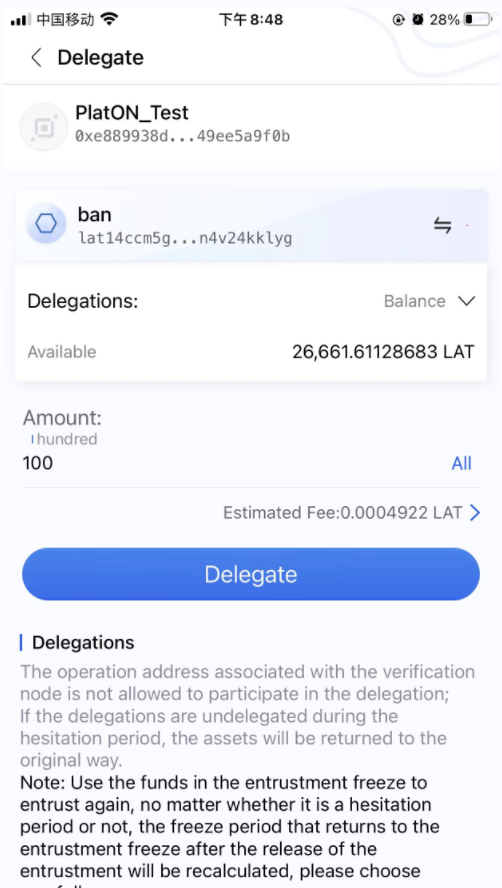 中国移动
下午8:48
28%
Delegate
PlatON_Test
0xe889938d...49ee5a9f0b
ban
lat14ccm5g...n4v24kklyg
Delegations:
Balance
Available
26,661.61128683 LAT
Amount:
hundred
100
All
Estimated Fee:0.0004922 LAT
Delegate
Delegations
The operation address associated with the verification
node is not allowed to participate in the delegation;
If the delegations are undelegated during the
hesitation period, the assets will be returned to the
original way.
Note: Use the funds in the entrustment freeze to
entrust again, no matter whether it is a hesitation
period or not, the freeze period that returns to the
entrustment freeze after the release of the
entrustment will be recalculated, please choose